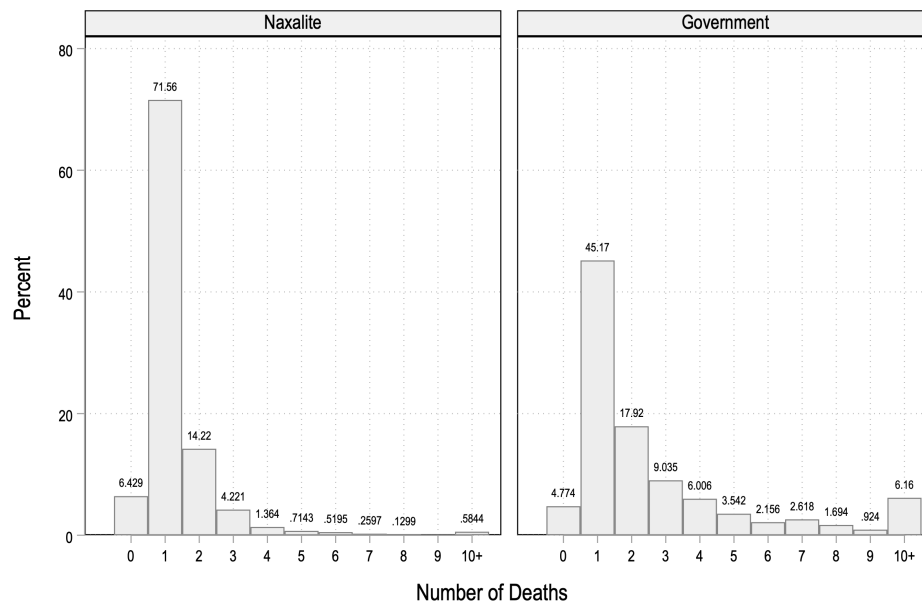 Naxalite Government
80
60
40
20
0
Percent
6.429 71.56 14.22 4.221 1.364 .7143 .5195 .2597 .1299 .5844
4.774 45.17 17.92 9.035 6.006 3.542 2.156 2.618 1.694 .924 6.16
0 1 2 3 4 5 6 7 8 9 10+ 0 1 2 3 4 5 6 7 8 9 10+
Number of Deaths